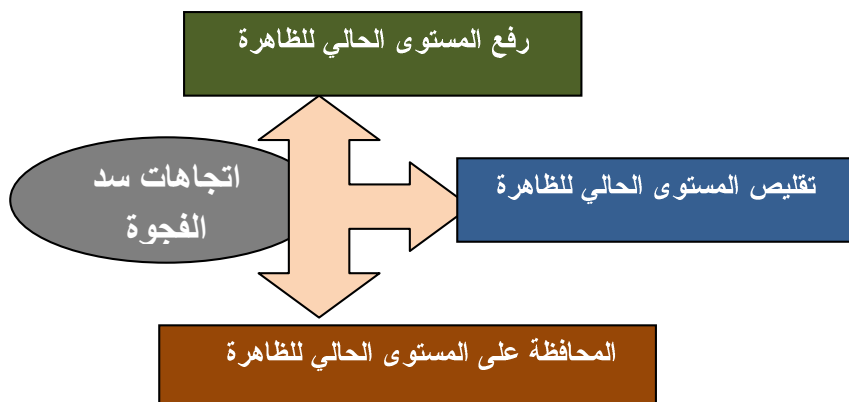 رفع المستوى الحالي للظاهرة
اتجاهات سد
الفجوة
تقليص المستوى الحالي للظاهرة
المحافظة على المستوى الحالي للظاهرة